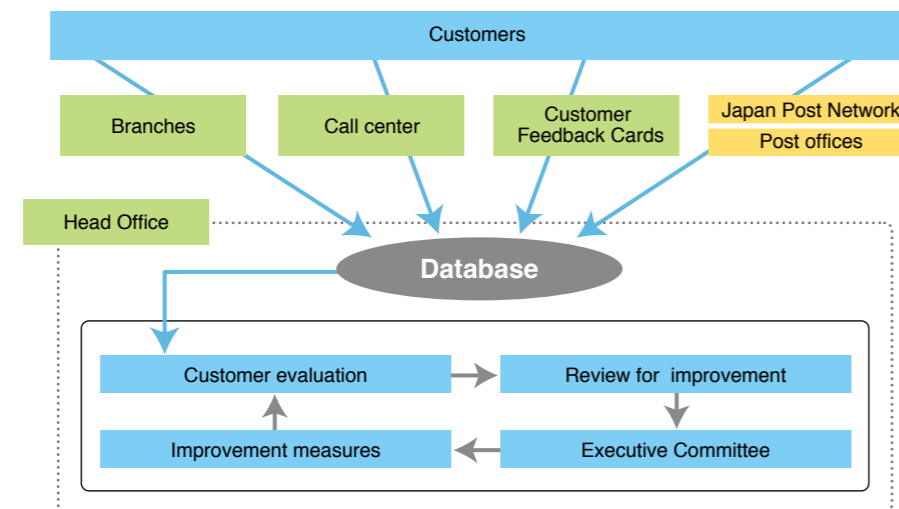 Customers
Branches
Call center
Customer
Feedback Cards
Japan Post Network
Post offices
Head Office
Database
Customer evaluation
Review for improvement
Improvement measures
Executive Committee